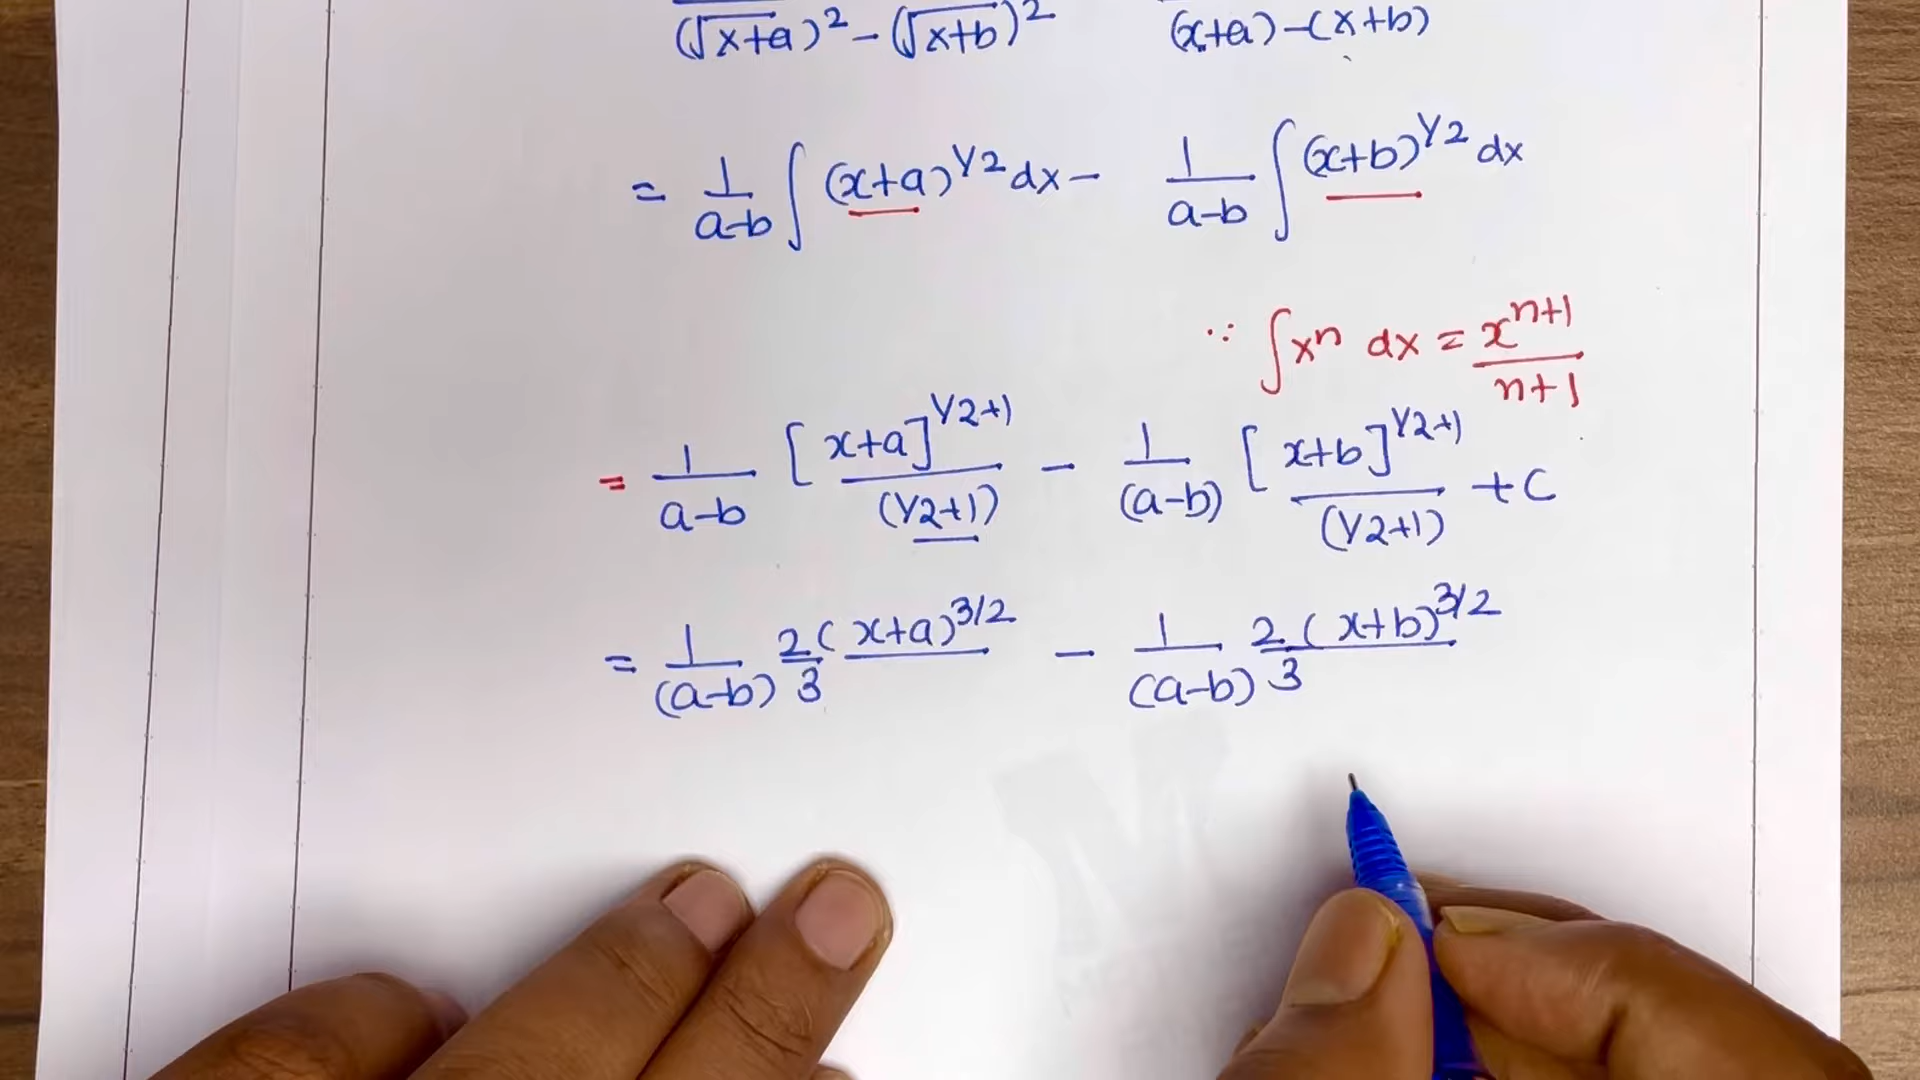 (√x+a)² - (√x+b)² (x+a) - (x+b)
= 1/(a-b) ∫ (x+a)^1/2 dx - 1/(a-b) ∫ (x+b)^1/2 dx
∵ ∫ xⁿ dx = x^(n+1)/(n+1)
= 1/(a-b) [x+a]^(1/2+1)/(1/2+1) - 1/(a-b) [x+b]^(1/2+1)/(1/2+1) + C
= 1/(a-b) 2/3 (x+a)^3/2 - 1/(a-b) 2/3 (x+b)^3/2